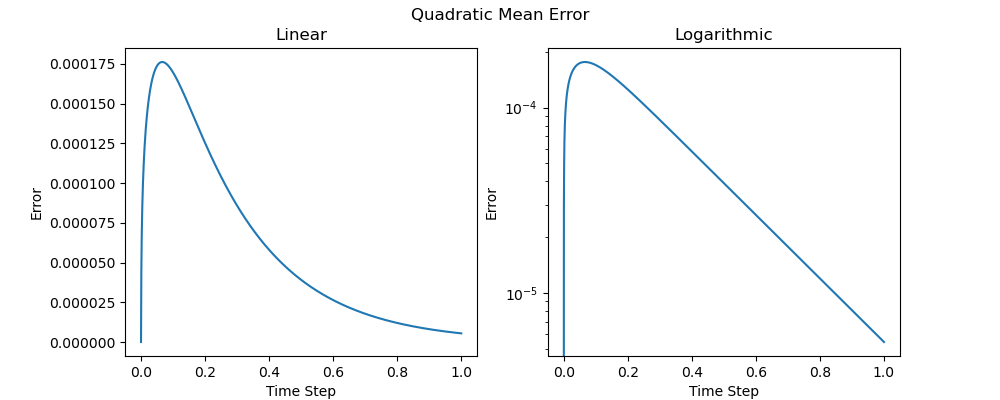 Quadratic Mean Error
Linear
0.000175
0.000150
0.000125
0.000100
0.000075
0.000050
0.000025
0.000000
Error
0.0 0.2 0.4 0.6 0.8 1.0
Time Step
Logarithmic
10⁻⁴
10⁻⁵
Error
0.0 0.2 0.4 0.6 0.8 1.0
Time Step